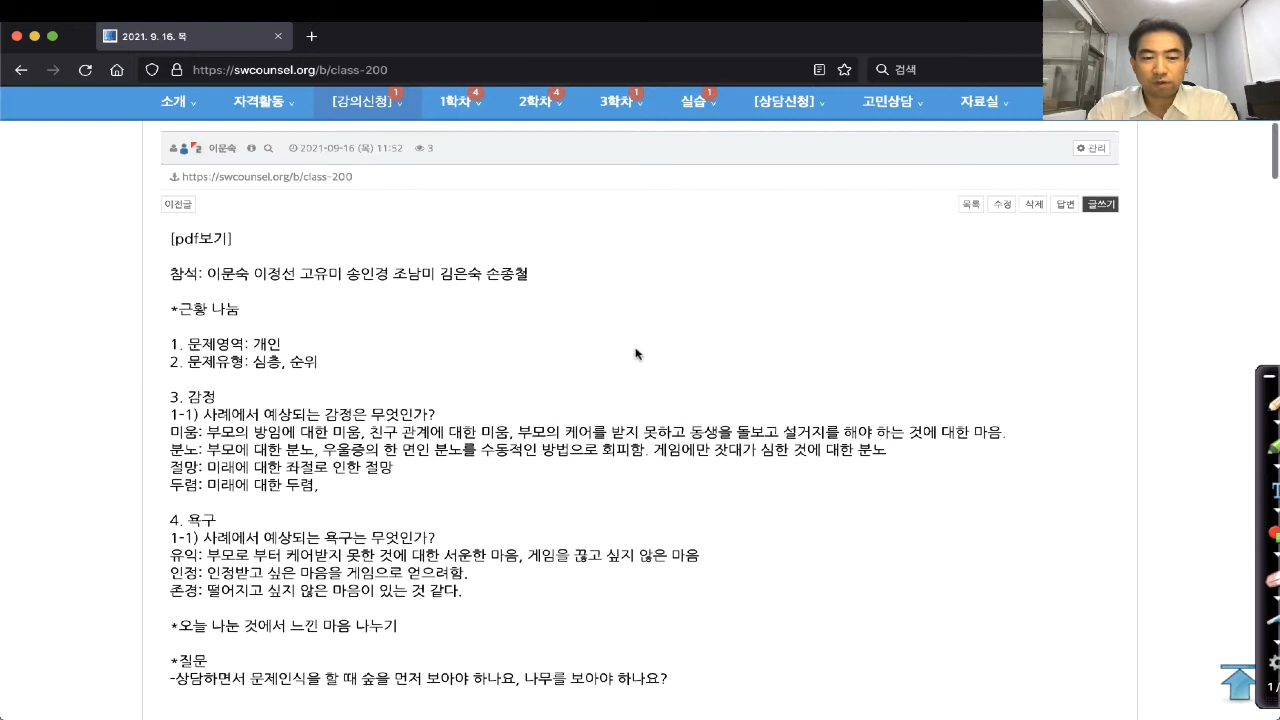 2021. 9. 16. 목
https://swcounsel.org/b/class-200
검색
소개 자격활동 [강의신청] 1 1학차 4 2학차 4 3학차 1 실습 1 [상담신청] 고민상담 자료실
이문숙 2021-09-16 (목) 11:52 3 관리
https://swcounsel.org/b/class-200
이전글 목록 수정 삭제 답변 글쓰기
[pdf보기]
참석: 이문숙 이정선 고유미 송인경 조남미 김은숙 손종철
*근황 나눔
1. 문제영역: 개인
2. 문제유형: 심층, 순위
3. 감정
1-1) 사례에서 예상되는 감정은 무엇인가?
미움: 부모의 방임에 대한 미움, 친구 관계에 대한 미움, 부모의 케어를 받지 못하고 동생을 돌보고 설거지를 해야 하는 것에 대한 마음.
분노: 부모에 대한 분노, 우울증의 한 면인 분노를 수동적인 방법으로 회피함. 게임에만 잣대가 심한 것에 대한 분노
절망: 미래에 대한 좌절로 인한 절망
두렴: 미래에 대한 두렴,
4. 욕구
1-1) 사례에서 예상되는 욕구는 무엇인가?
유익: 부모로 부터 케어받지 못한 것에 대한 서운한 마음, 게임을 끊고 싶지 않은 마음
인정: 인정받고 싶은 마음을 게임으로 얻으려함.
존경: 떨어지고 싶지 않은 마음이 있는 것 같다.
*오늘 나눈 것에서 느낀 마음 나누기
*질문
-상담하면서 문제인식을 할 때 숲을 먼저 보아야 하나요, 나무를 보아야 하나요?
1/